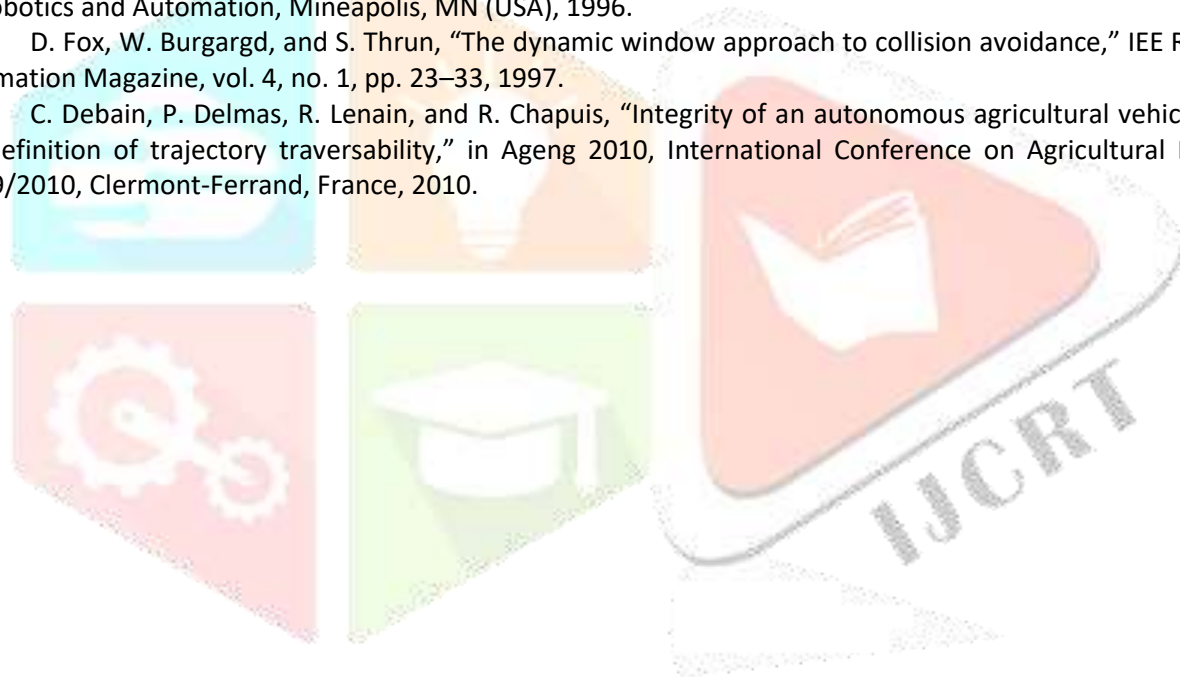 obotics and Automation, Mineapolis, MN (USA), 1996.
D. Fox, W. Burgargd, and S. Thrun, “The dynamic window approach to collision avoidance,” IEE R
mation Magazine, vol. 4, no. 1, pp. 23–33, 1997.
C. Debain, P. Delmas, R. Lenain, and R. Chapuis, “Integrity of an autonomous agricultural vehic
efinition of trajectory traversability,” in Ageng 2010, International Conference on Agricultural
9/2010, Clermont-Ferrand, France, 2010.
IJCRT